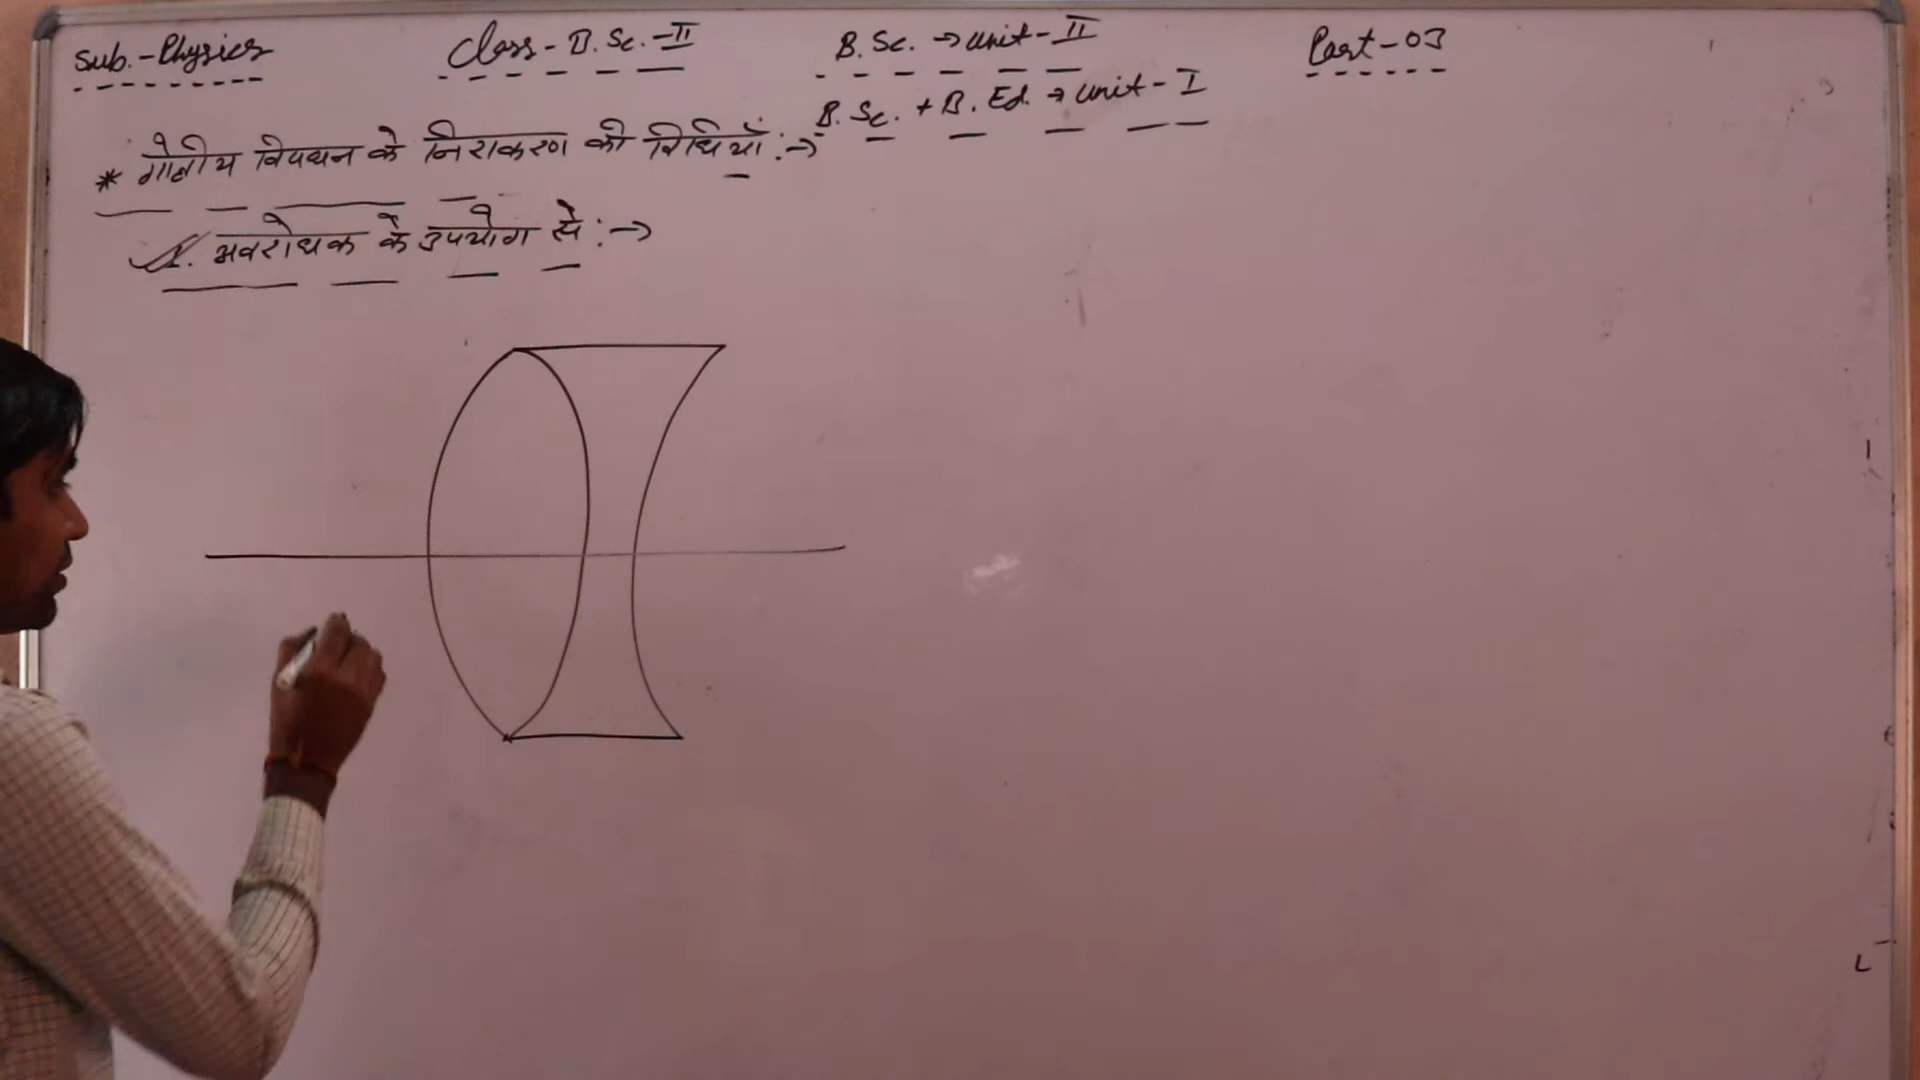 Sub.-Physics
Class-B.Sc.-II
B.Sc. → unit-II
Part-03
B.Sc. + B.Ed. → unit-I
* गोलीय विपथन के निराकरण की विधियां :→
1. अवरोधक के उपयोग से :→